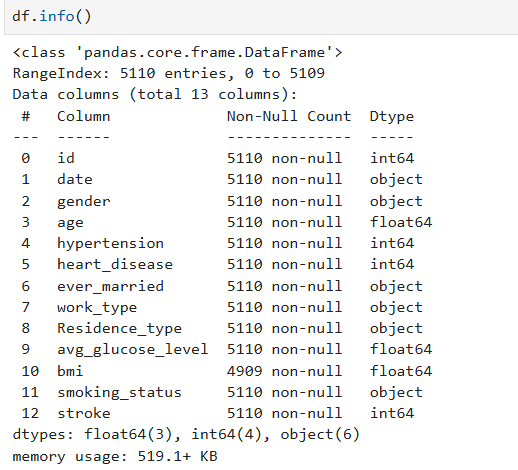 df.info()
<class 'pandas.core.frame.DataFrame'>
RangeIndex: 5110 entries, 0 to 5109
Data columns (total 13 columns):
 #   Column             Non-Null Count  Dtype
---  ------             --------------  -----
 0   id                 5110 non-null   int64
 1   date               5110 non-null   object
 2   gender             5110 non-null   object
 3   age                5110 non-null   float64
 4   hypertension       5110 non-null   int64
 5   heart_disease      5110 non-null   int64
 6   ever_married       5110 non-null   object
 7   work_type          5110 non-null   object
 8   Residence_type     5110 non-null   object
 9   avg_glucose_level  5110 non-null   float64
 10  bmi                4909 non-null   float64
 11  smoking_status     5110 non-null   object
 12  stroke             5110 non-null   int64
dtypes: float64(3), int64(4), object(6)
memory usage: 519.1+ KB